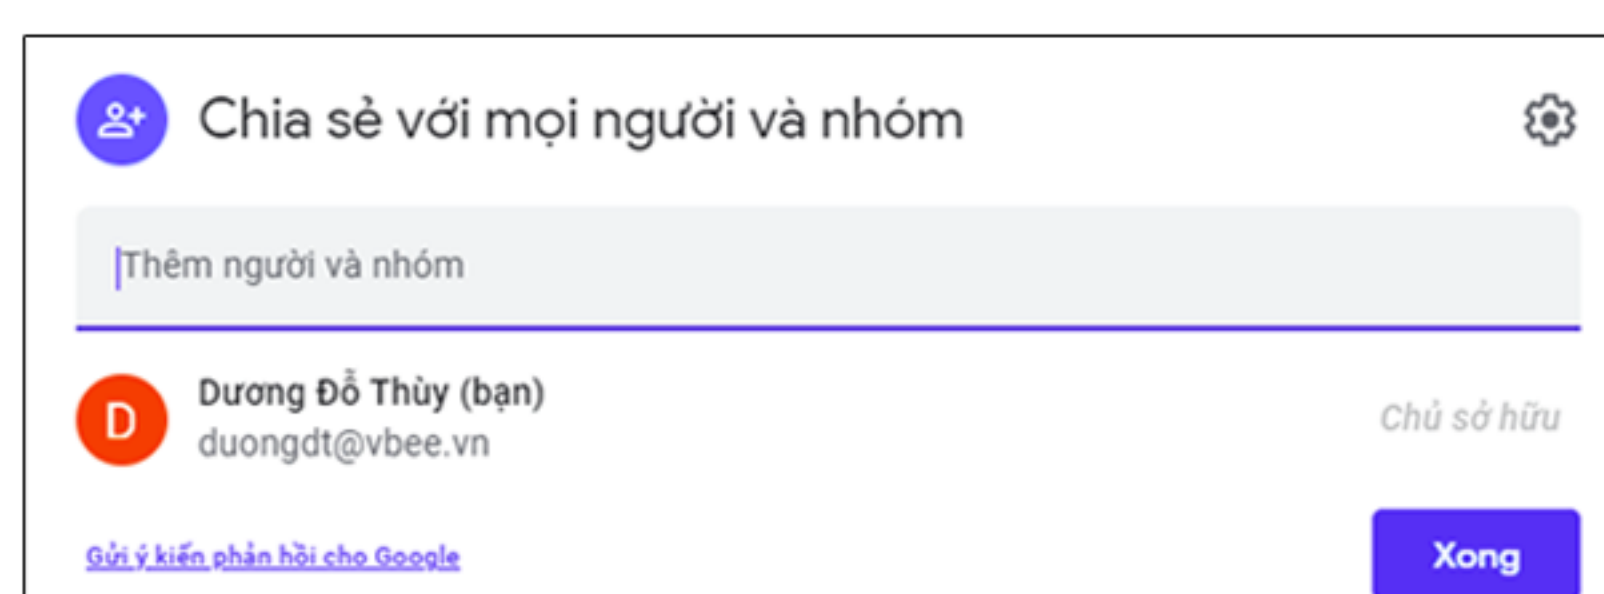 Chia sẻ với mọi người và nhóm
Thêm người và nhóm
Dương Đỗ Thùy (bạn)
duongdt@vbee.vn
Chủ sở hữu
Gửi ý kiến phản hồi cho Google
Xong